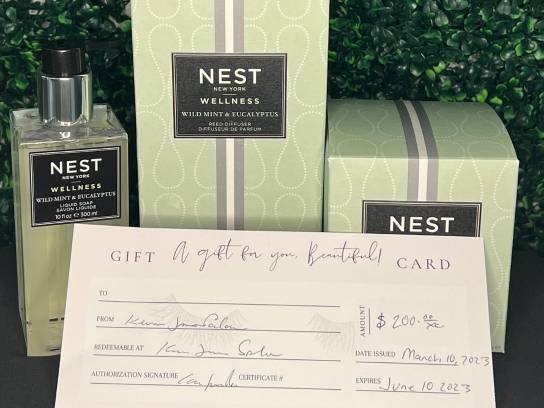 NEST
NEW YORK
WELLNESS
WILD MINT & EUCALYPTUS
REED DIFFUSER
DIFFUSEUR DE PARFUM
NEST
NEW YORK
WELLNESS
WILD MINT & EUCALYPTUS
LIQUID SOAP
SAVON LIQUIDE
10 fl oz ℮ 300 ml
NEST
GIFT A gift for you, Beautiful! CARD
TO
FROM
REDEEMABLE AT
AUTHORIZATION SIGNATURE CERTIFICATE #
AMOUNT $ 200.00/xx
DATE ISSUED March 10, 2023
EXPIRES June 10 2023